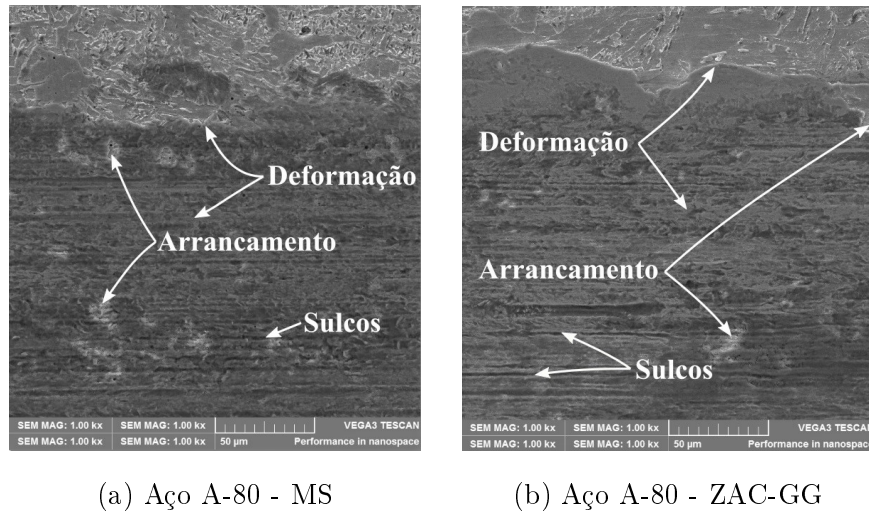 Deformação
Arrancamento
Sulcos
SEM MAG: 1.00 kx SEM MAG: 1.00 kx VEGA3 TESCAN
SEM MAG: 1.00 kx SEM MAG: 1.00 kx 50 µm Performance in nanospace
(a) Aço A-80 - MS
Deformação
Arrancamento
Sulcos
SEM MAG: 1.00 kx SEM MAG: 1.00 kx VEGA3 TESCAN
SEM MAG: 1.00 kx SEM MAG: 1.00 kx 50 µm Performance in nanospace
(b) Aço A-80 - ZAC-GG